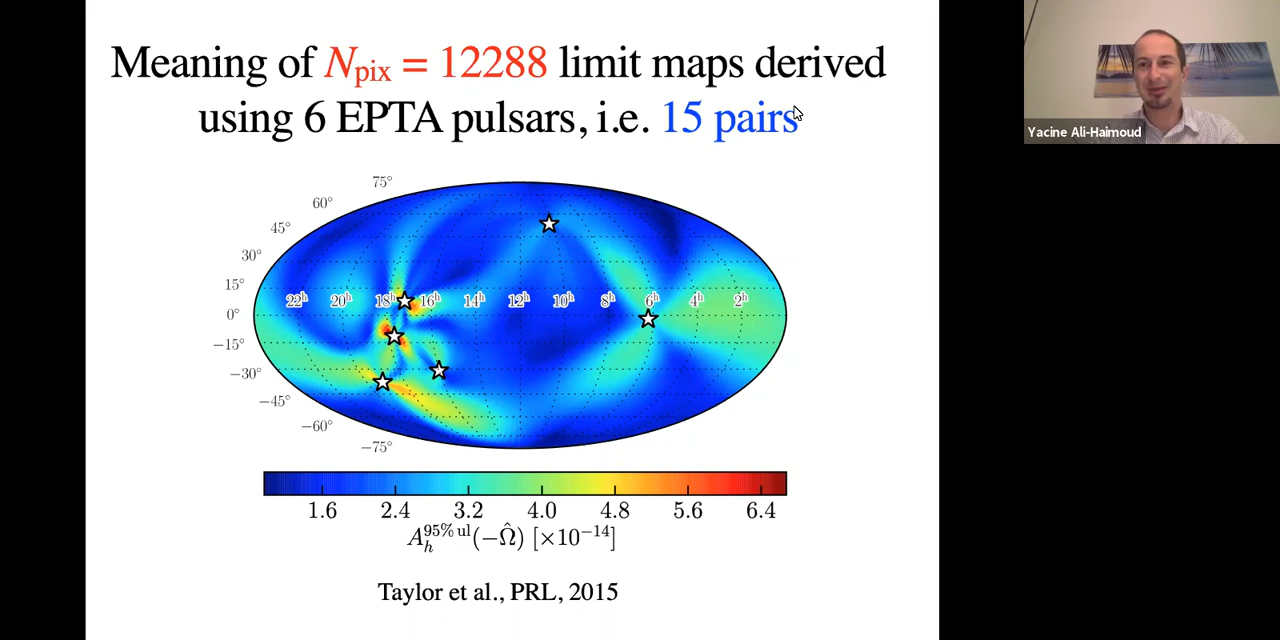 Meaning of Npix = 12288 limit maps derived
using 6 EPTA pulsars, i.e. 15 pairs
Yacine Ali-Haimoud
75°
60°
45°
30°
15°
0°
−15°
−30°
−45°
−60°
−75°
22h 20h 18h 16h 14h 12h 10h 8h 6h 4h 2h
1.6 2.4 3.2 4.0 4.8 5.6 6.4
A_h^{95% ul}(−Ω̂) [×10^{−14}]
Taylor et al., PRL, 2015